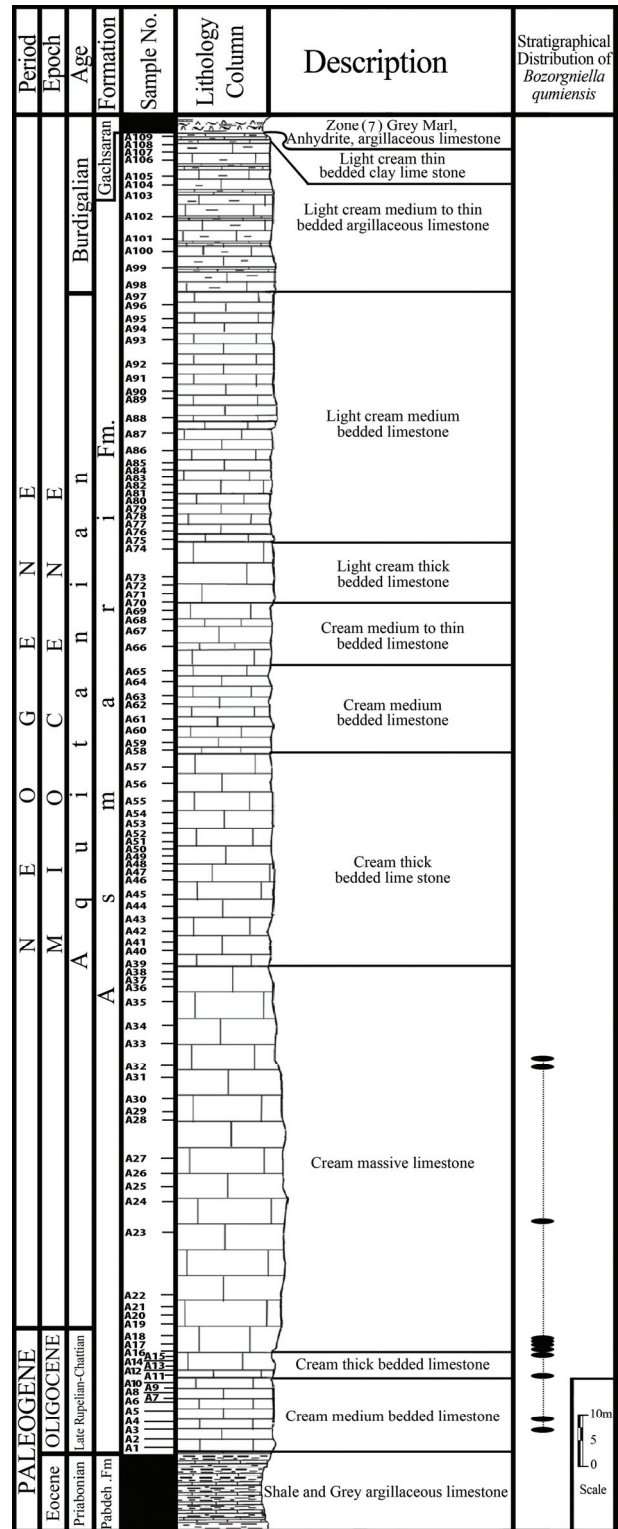 Period
Epoch
Age
Formation
Sample No.
Lithology
Column
Description
Stratigraphical
Distribution of
Bozorgniella
qumiensis
NEOGENE
PALEOGENE
MIOCENE
OLIGOCENE
Eocene
Burdigalian
Aquitanian
Late Rupelian-Chattian
Priabonian
Gachsaran
Asmari Fm.
Pabdeh .Fm
A109
A108
A107
A106
A105
A104
A103
A102
A101
A100
A99
A98
A97
A96
A95
A94
A93
A92
A91
A90
A89
A88
A87
A86
A85
A84
A83
A82
A81
A80
A79
A78
A77
A76
A75
A74
A73
A72
A71
A70
A69
A68
A67
A66
A65
A64
A63
A62
A61
A60
A59
A58
A57
A56
A55
A54
A53
A52
A51
A50
A49
A48
A47
A46
A45
A44
A43
A42
A41
A40
A39
A38
A37
A36
A35
A34
A33
A32
A31
A30
A29
A28
A27
A26
A25
A24
A23
A22
A21
A20
A19
A18
A17
A16
A15
A14
A13
A12
A11
A10
A9
A8
A7
A6
A5
A4
A3
A2
A1
Zone (7) Grey Marl,
Anhydrite, argillaceous limestone
Light cream thin
bedded clay lime stone
Light cream medium to thin
bedded argillaceous limestone
Light cream medium
bedded limestone
Light cream thick
bedded limestone
Cream medium to thin
bedded limestone
Cream medium
bedded limestone
Cream thick
bedded lime stone
Cream massive limestone
Cream thick bedded limestone
Cream medium bedded limestone
Shale and Grey argillaceous limestone
10m
5
0
Scale